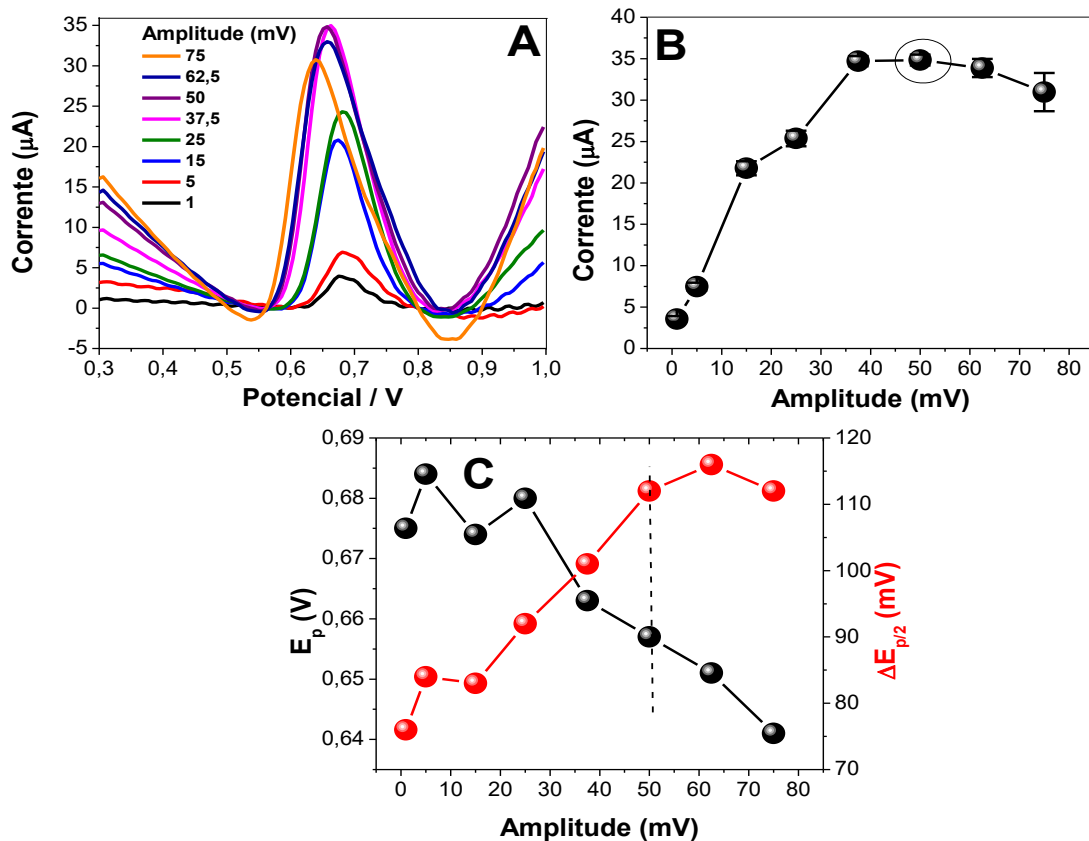 A
Amplitude (mV)
75
62,5
50
37,5
25
15
5
1
35
30
25
20
15
10
5
0
-5
Corrente (µA)
0,3 0,4 0,5 0,6 0,7 0,8 0,9 1,0
Potencial / V
B
40
35
30
25
20
15
10
5
0
Corrente (µA)
0 10 20 30 40 50 60 70 80
Amplitude (mV)
C
0,69
0,68
0,67
0,66
0,65
0,64
E_p (V)
120
110
100
90
80
70
ΔE_p/2 (mV)
0 10 20 30 40 50 60 70 80
Amplitude (mV)